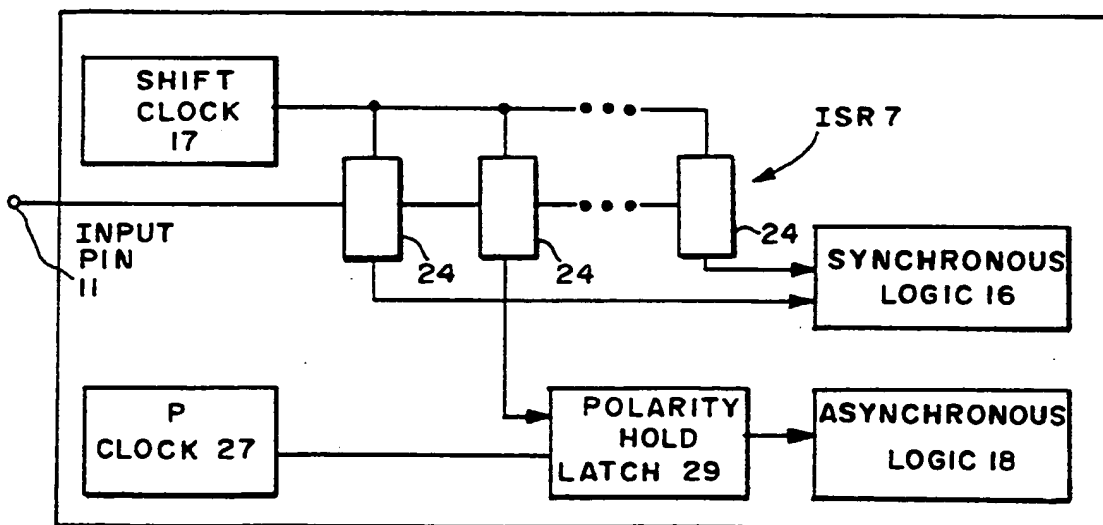 SHIFT
CLOCK
17
ISR 7
INPUT
PIN
11
24
24
24
SYNCHRONOUS
LOGIC 16
P
CLOCK 27
POLARITY
HOLD
LATCH 29
ASYNCHRONOUS
LOGIC 18